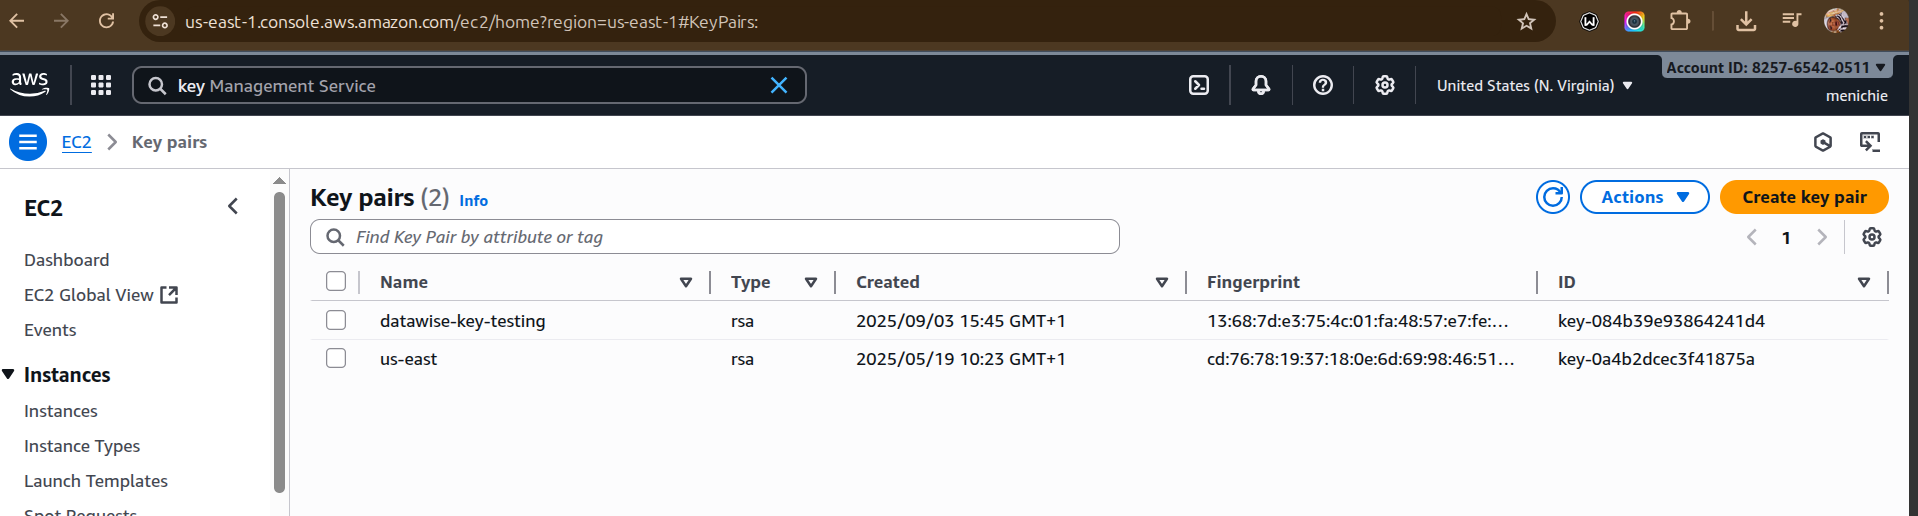 us-east-1.console.aws.amazon.com/ec2/home?region=us-east-1#KeyPairs:
aws
key Management Service
United States (N. Virginia)
Account ID: 8257-6542-0511
menichie
EC2 Key pairs
EC2
Dashboard
EC2 Global View
Events
Instances
Instances
Instance Types
Launch Templates
Spot Requests
Key pairs (2) Info
Actions
Create key pair
Find Key Pair by attribute or tag
1
Name Type Created Fingerprint ID
datawise-key-testing rsa 2025/09/03 15:45 GMT+1 13:68:7d:e3:75:4c:01:fa:48:57:e7:fe:... key-084b39e93864241d4
us-east rsa 2025/05/19 10:23 GMT+1 cd:76:78:19:37:18:0e:6d:69:98:46:51... key-0a4b2dcec3f41875a